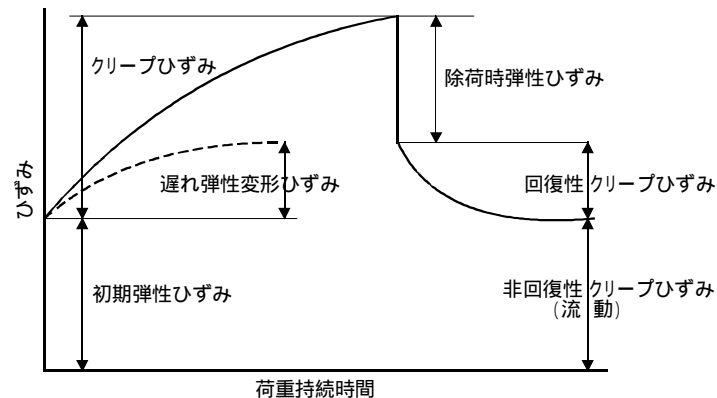 クリープひずみ
除荷時弾性ひずみ
ひずみ
遅れ弾性変形ひずみ
回復性クリープひずみ
初期弾性ひずみ
非回復性クリープひずみ
(流 動)
荷重持続時間